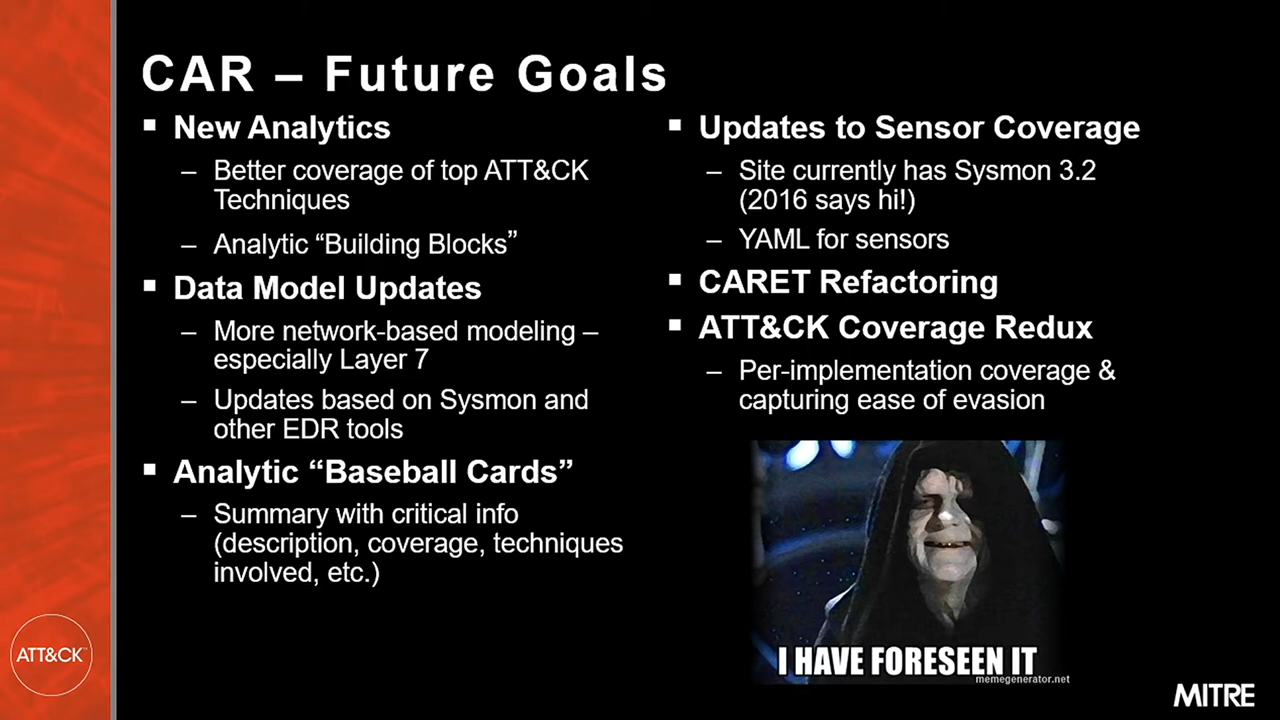 CAR – Future Goals
▪ New Analytics
– Better coverage of top ATT&CK
Techniques
– Analytic “Building Blocks”
▪ Data Model Updates
– More network-based modeling –
especially Layer 7
– Updates based on Sysmon and
other EDR tools
▪ Analytic “Baseball Cards”
– Summary with critical info
(description, coverage, techniques
involved, etc.)
▪ Updates to Sensor Coverage
– Site currently has Sysmon 3.2
(2016 says hi!)
– YAML for sensors
▪ CARET Refactoring
▪ ATT&CK Coverage Redux
– Per-implementation coverage &
capturing ease of evasion
I HAVE FORESEEN IT
memegenerator.net
ATT&CK™
MITRE